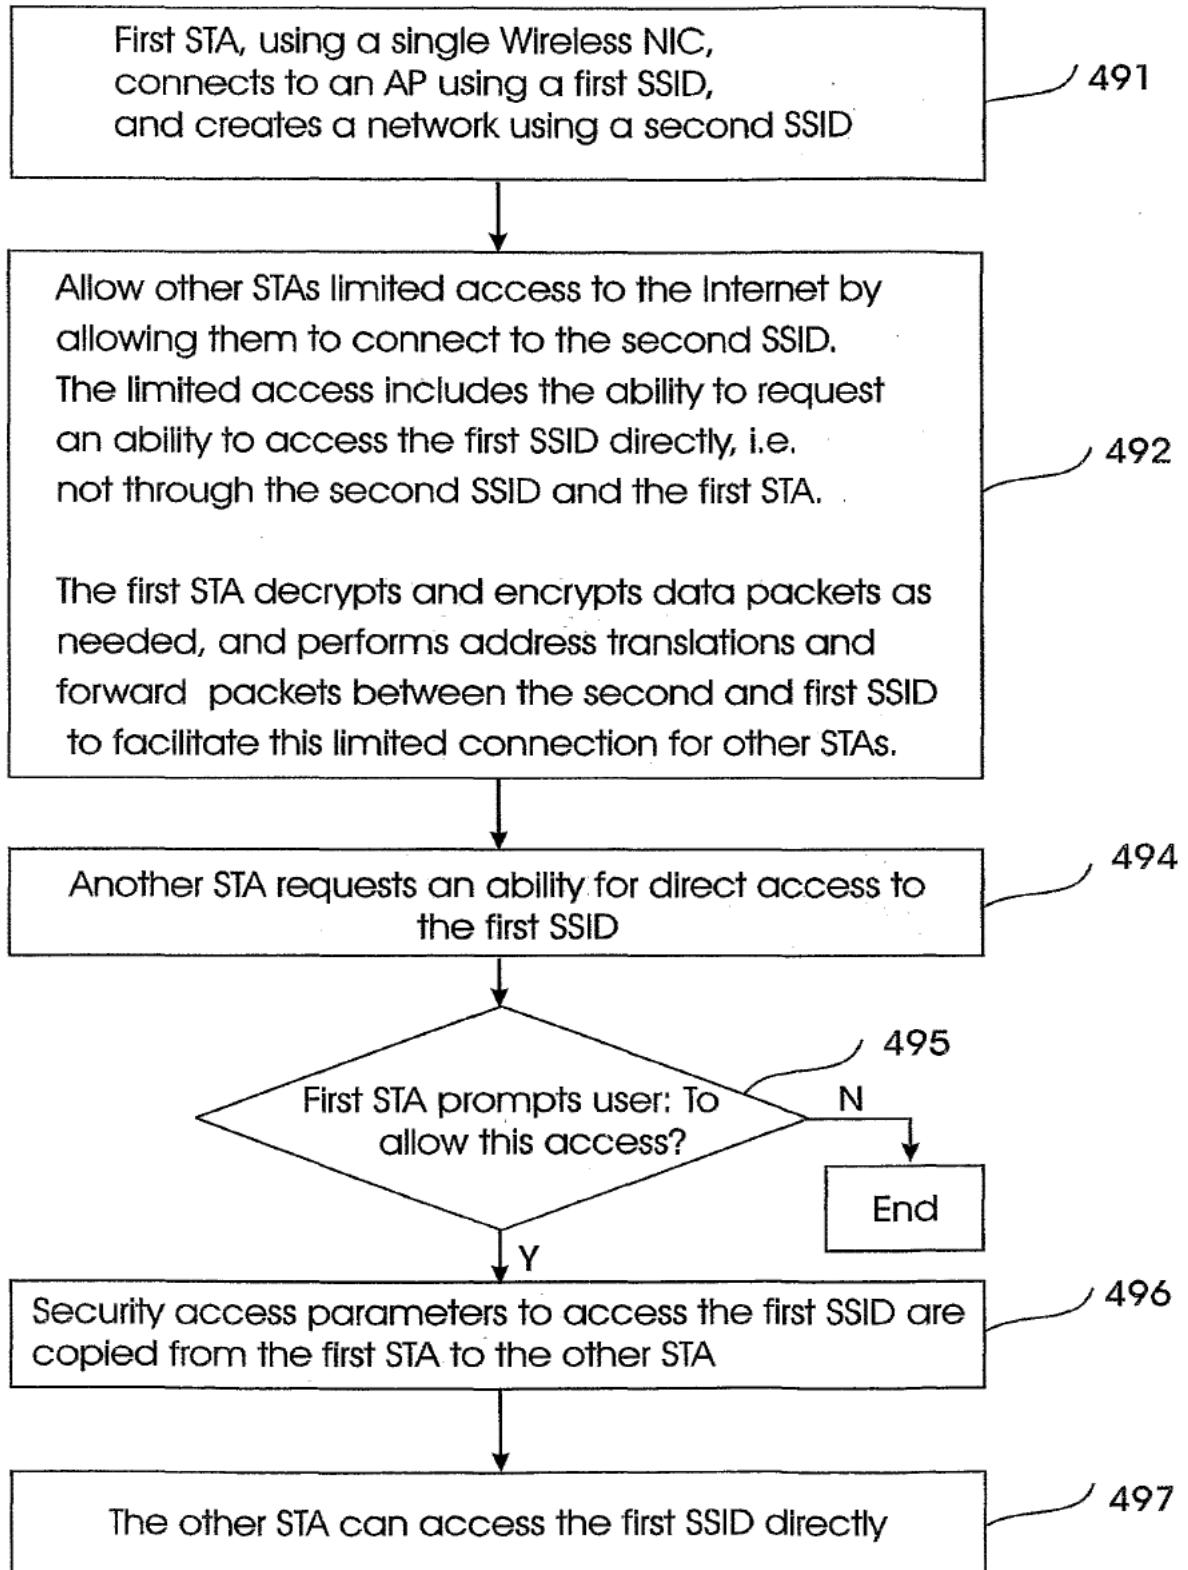 First STA, using a single Wireless NIC,
connects to an AP using a first SSID,
and creates a network using a second SSID
491
Allow other STAs limited access to the Internet by
allowing them to connect to the second SSID.
The limited access includes the ability to request
an ability to access the first SSID directly, i.e.
not through the second SSID and the first STA.
492
The first STA decrypts and encrypts data packets as
needed, and performs address translations and
forward packets between the second and first SSID
to facilitate this limited connection for other STAs.
494
Another STA requests an ability for direct access to
the first SSID
495
First STA prompts user: To
allow this access?
N
End
Y
Security access parameters to access the first SSID are
copied from the first STA to the other STA
496
The other STA can access the first SSID directly
497